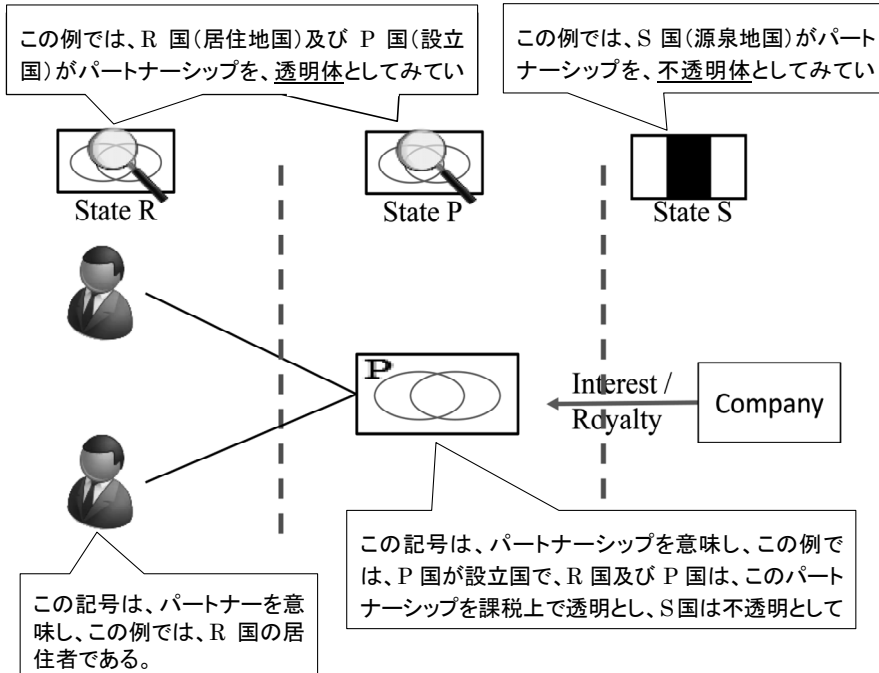 この例では、R 国(居住地国)及び P 国(設立
国)がパートナーシップを、透明体としてみてい
この例では、S 国(源泉地国)がパート
ナーシップを、不透明体としてみてい
State R
State P
State S
P
Interest /
Royalty
Company
この記号は、パートナーを意
味し、この例では、R 国の居
住者である。
この記号は、パートナーシップを意味し、この例で
は、P 国が設立国で、R 国及び P 国は、このパート
ナーシップを課税上で透明とし、S国は不透明として